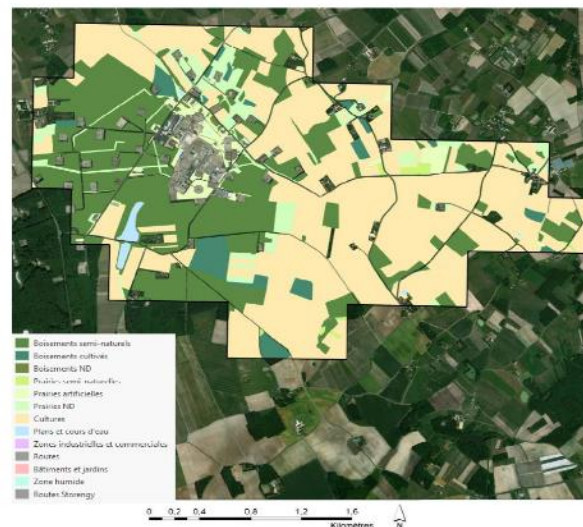 Boisements semi-naturels
Boisements cultivés
Boisements ND
Prairies semi-naturelles
Prairies artificielles
Prairies ND
Cultures
Plans et cours d'eau
Zones industrielles et commerciales
Routes
Bâtiments et jardins
Zone humide
Routes Storengy
0 0,2 0,4 0,8 1,2 1,6
Kilomètres
N